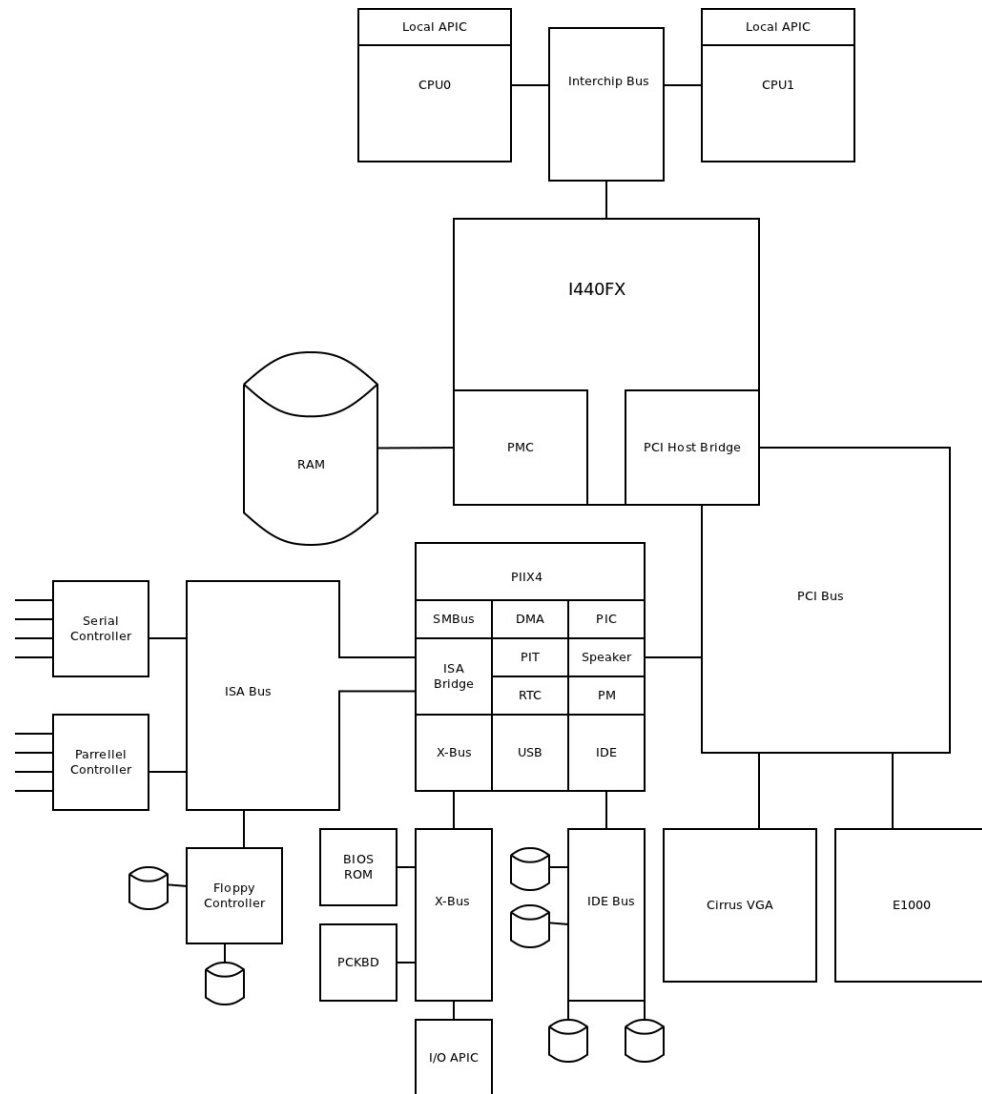 Local APIC
Local APIC
CPU0
Interchip Bus
CPU1
I440FX
RAM
PMC
PCI Host Bridge
PIIX4
PCI Bus
Serial
Controller
SMBus
DMA
PIC
ISA
Bridge
PIT
Speaker
RTC
PM
ISA Bus
Parrellel
Controller
X-Bus
USB
IDE
Floppy
Controller
BIOS
ROM
X-Bus
IDE Bus
Cirrus VGA
E1000
PCKBD
I/O APIC